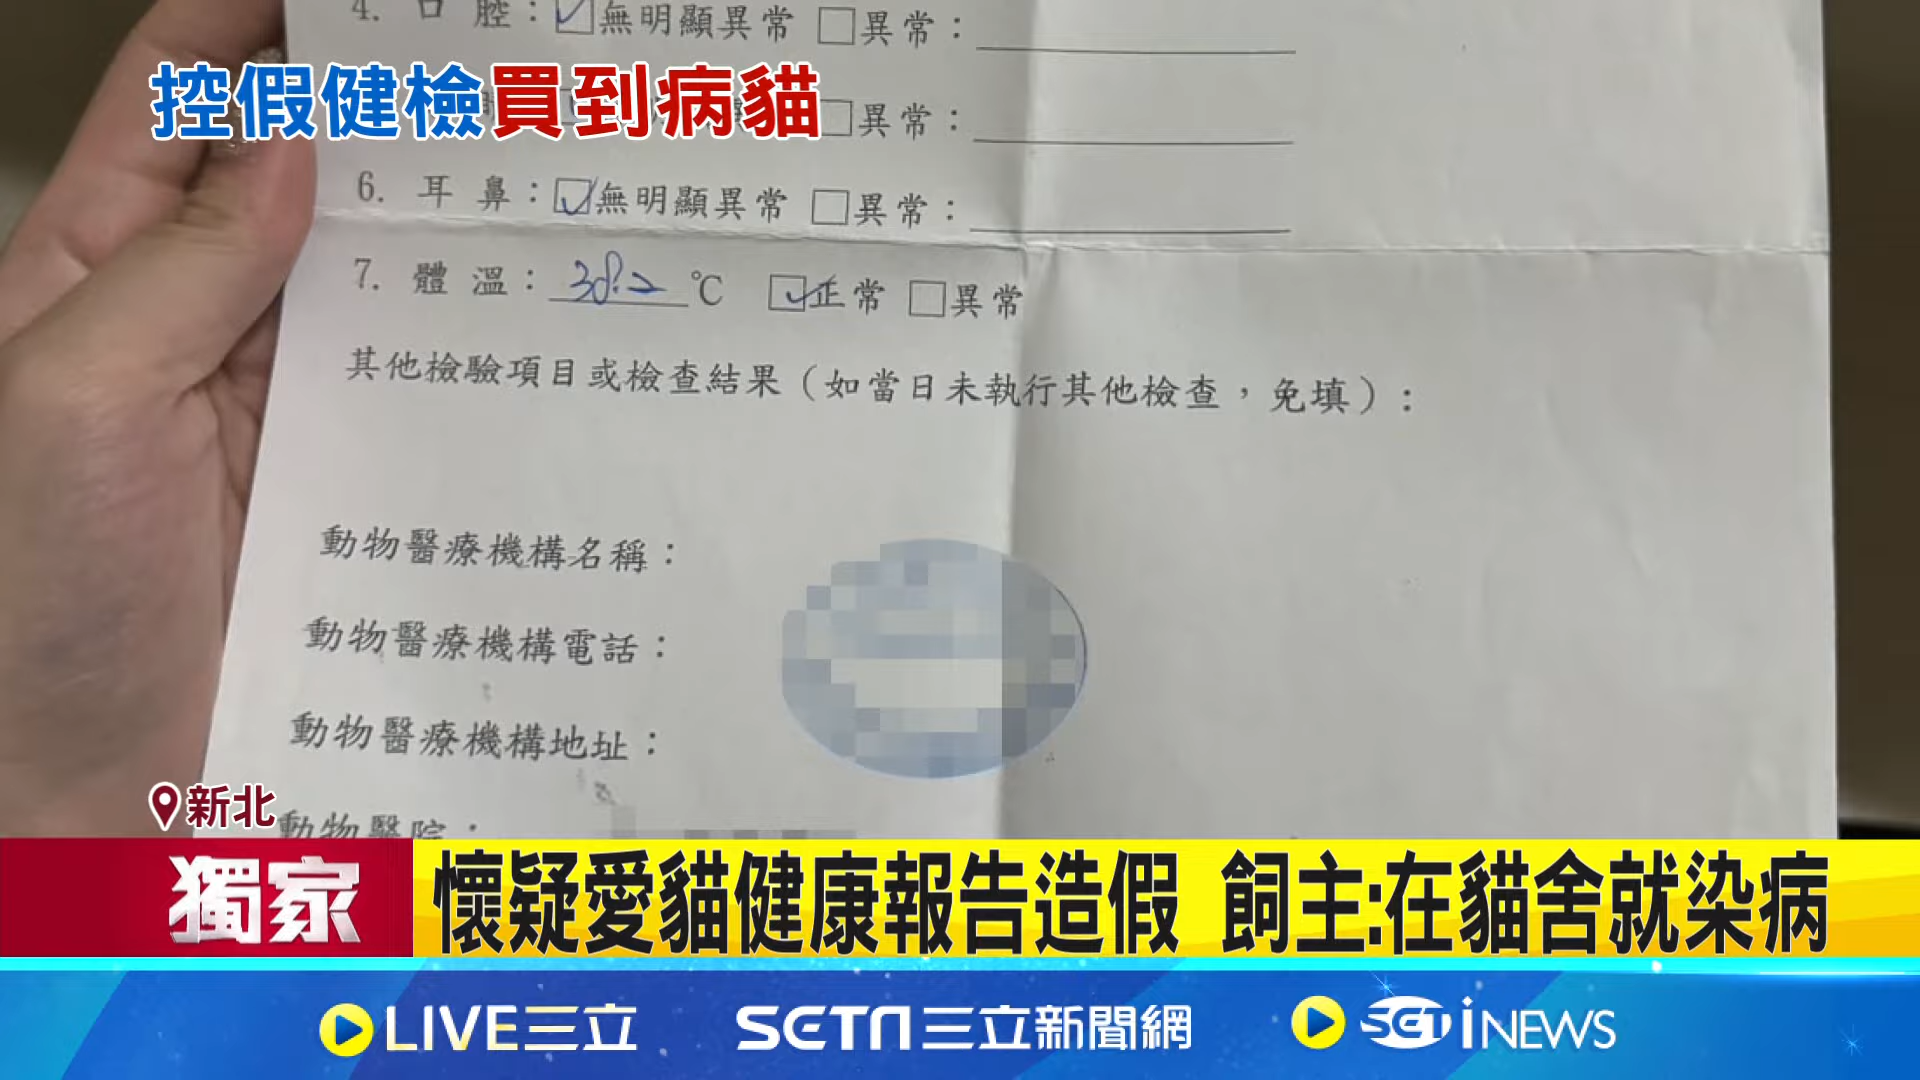 4. 口 腔：☑無明顯異常 □異常：
控假健檢買到病貓
□異常：
6. 耳 鼻：☑無明顯異常 □異常：
7. 體 溫：38.2 ℃ ☑正常 □異常
其他檢驗項目或檢查結果（如當日未執行其他檢查，免填）：
動物醫療機構名稱：
動物醫療機構電話：
動物醫療機構地址：
新北
動物醫院：
獨家 懷疑愛貓健康報告造假 飼主:在貓舍就染病
LIVE三立 SETN三立新聞網 SET iNEWS